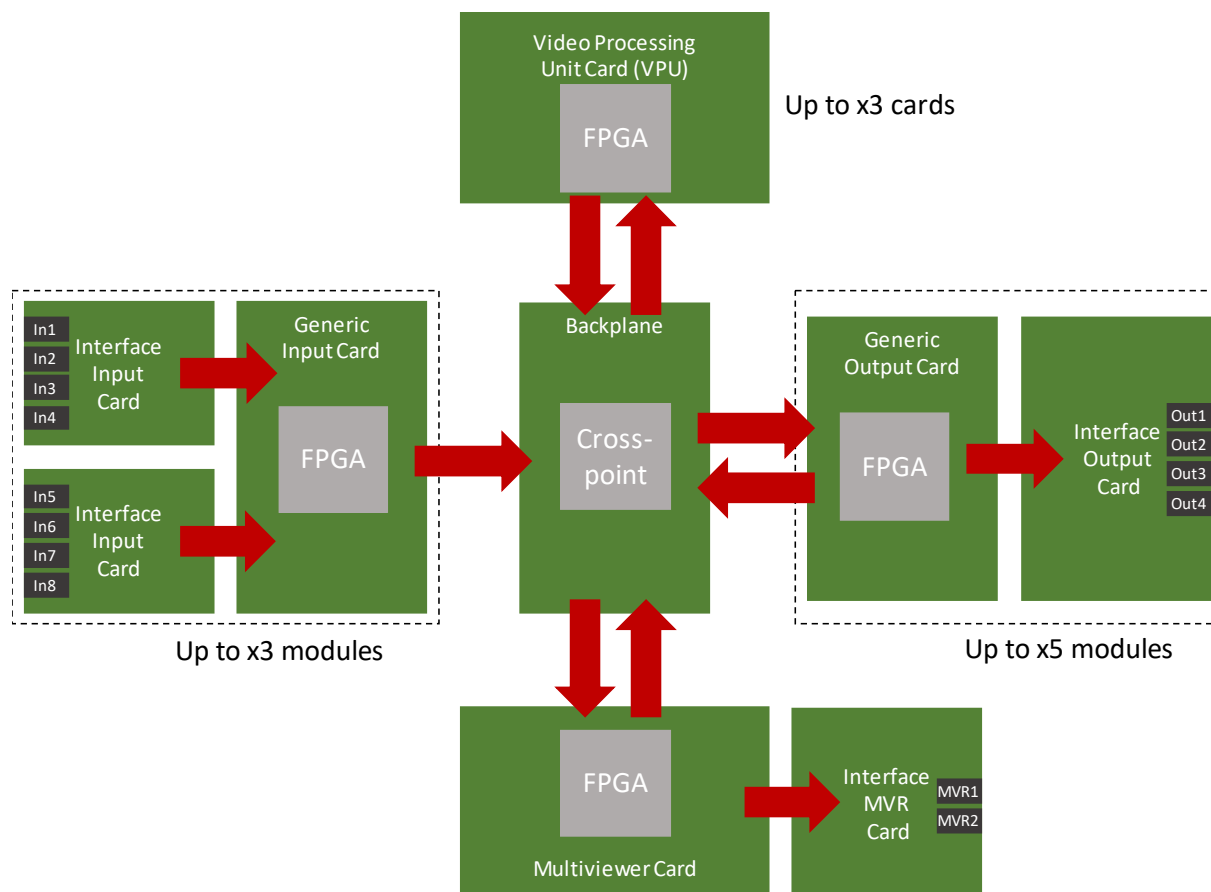 Video Processing
Unit Card (VPU)
FPGA
Up to x3 cards
In1
In2
In3
In4
Interface
Input
Card
In5
In6
In7
In8
Interface
Input
Card
Generic
Input Card
FPGA
Up to x3 modules
Backplane
Cross-
point
Generic
Output Card
FPGA
Interface
Output
Card
Out1
Out2
Out3
Out4
Up to x5 modules
FPGA
Multiviewer Card
Interface
MVR
Card
MVR1
MVR2